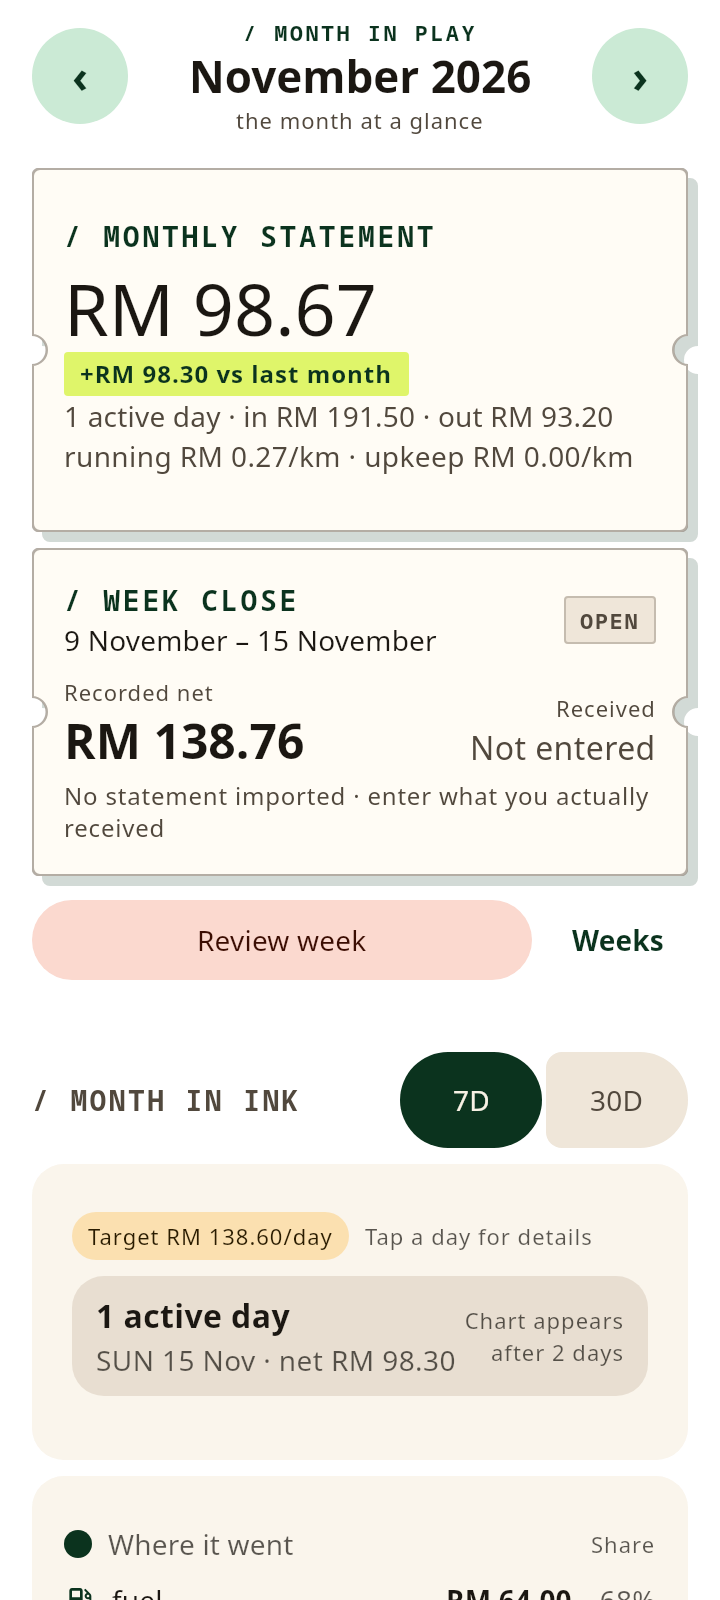 / MONTH IN PLAY
‹
November 2026
›
the month at a glance
/ MONTHLY STATEMENT
RM 98.67
+RM 98.30 vs last month
1 active day · in RM 191.50 · out RM 93.20
running RM 0.27/km · upkeep RM 0.00/km
/ WEEK CLOSE
OPEN
9 November – 15 November
Recorded net
Received
RM 138.76
Not entered
No statement imported · enter what you actually
received
Review week
Weeks
/ MONTH IN INK
7D
30D
Target RM 138.60/day
Tap a day for details
1 active day
Chart appears
after 2 days
SUN 15 Nov · net RM 98.30
Where it went
Share
fuel
RM 64.00
68%